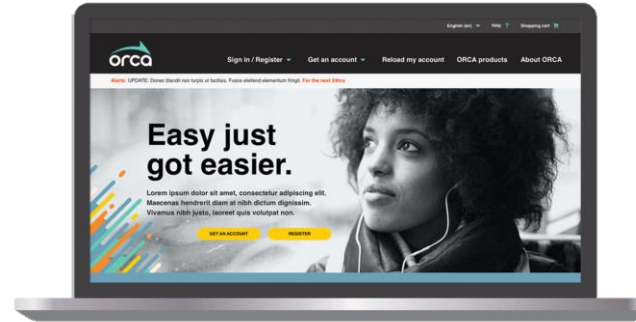 English (en) Help ? Shopping cart
orca
Sign in / Register Get an account Reload my account ORCA products About ORCA
Alerts: UPDATE: Donec blandit non turpis ut facilisis. Fusce eleifend elementum fringil. For the next 24hrs.
Easy just
got easier.
Lorem ipsum dolor sit amet, consectetur adipiscing elit.
Maecenas hendrerit diam at nibh dictum dignissim.
Vivamus nibh justo, laoreet quis volutpat non.
GET AN ACCOUNT REGISTER